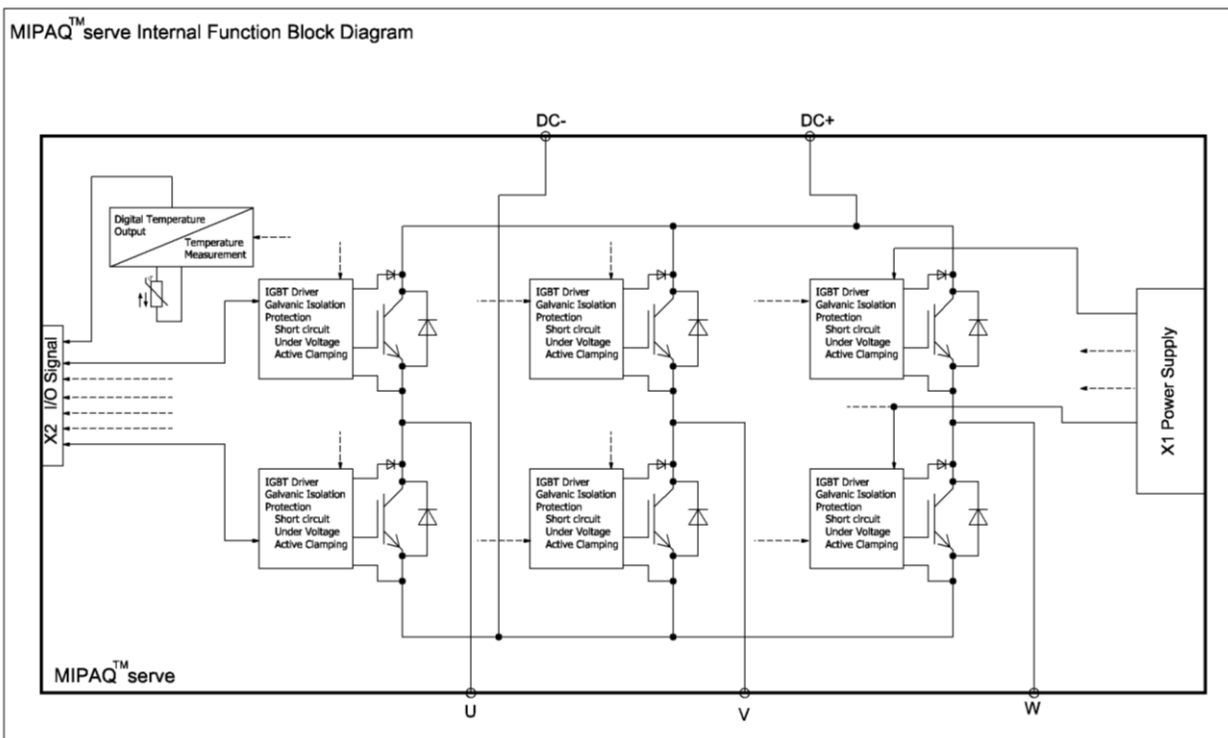 MIPAQ™serve Internal Function Block Diagram
DC-
DC+
Digital Temperature
Output
Temperature
Measurement
IGBT Driver
Galvanic Isolation
Protection
Short circuit
Under Voltage
Active Clamping
IGBT Driver
Galvanic Isolation
Protection
Short circuit
Under Voltage
Active Clamping
IGBT Driver
Galvanic Isolation
Protection
Short circuit
Under Voltage
Active Clamping
X2 I/O Signal
X1 Power Supply
IGBT Driver
Galvanic Isolation
Protection
Short circuit
Under Voltage
Active Clamping
IGBT Driver
Galvanic Isolation
Protection
Short circuit
Under Voltage
Active Clamping
IGBT Driver
Galvanic Isolation
Protection
Short circuit
Under Voltage
Active Clamping
MIPAQ™serve
U
V
W